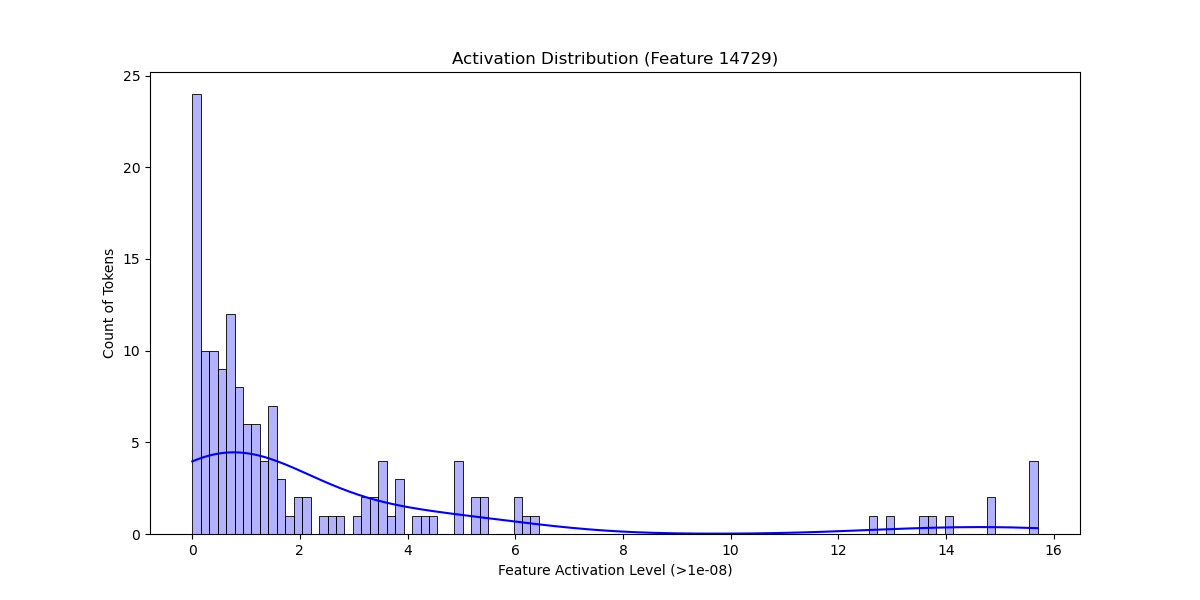 Activation Distribution (Feature 14729)
25
20
15
10
5
0
Count of Tokens
0 2 4 6 8 10 12 14 16
Feature Activation Level (>1e-08)